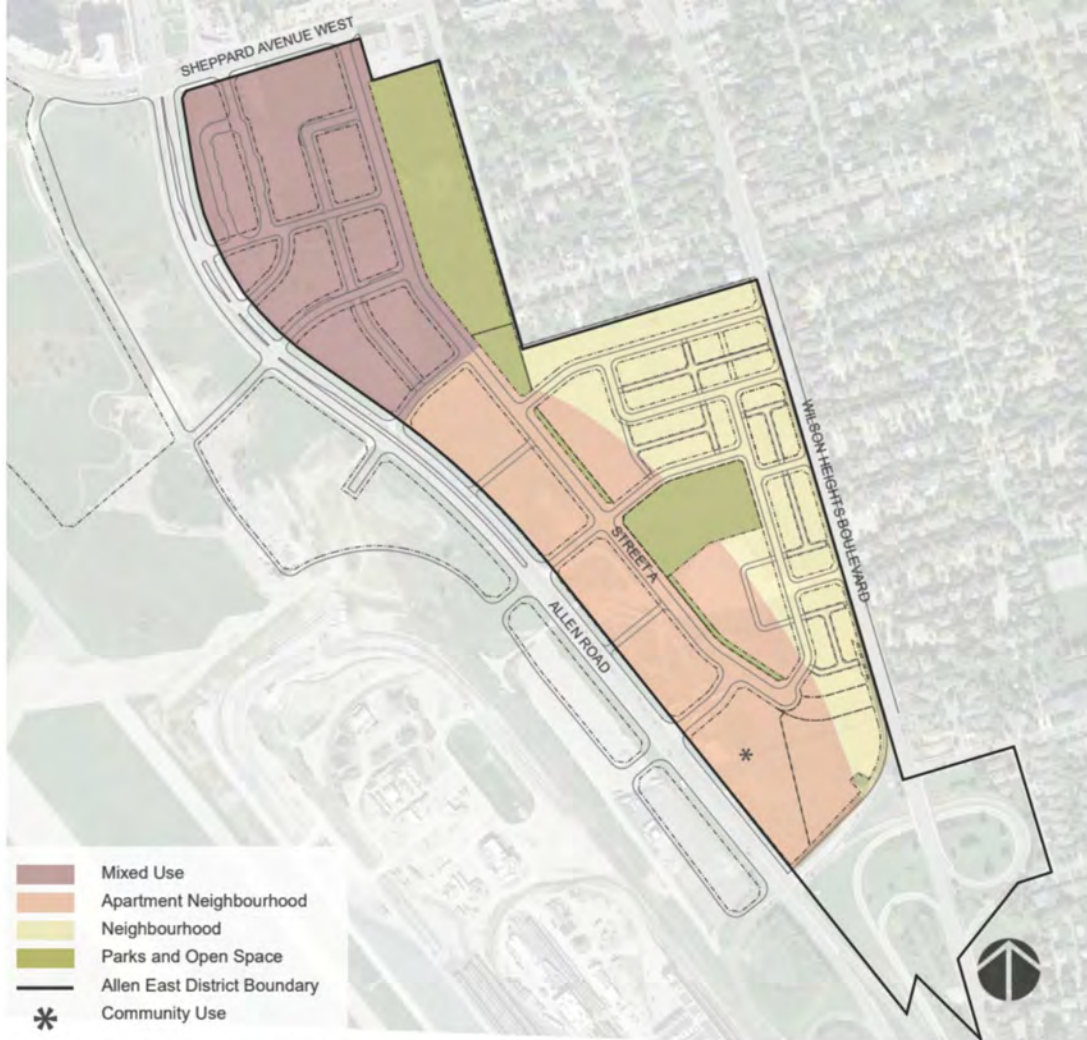 SHEPPARD AVENUE WEST
WILSON HEIGHTS BOULEVARD
STREET A
ALLEN ROAD
*
Mixed Use
Apartment Neighbourhood
Neighbourhood
Parks and Open Space
Allen East District Boundary
* Community Use